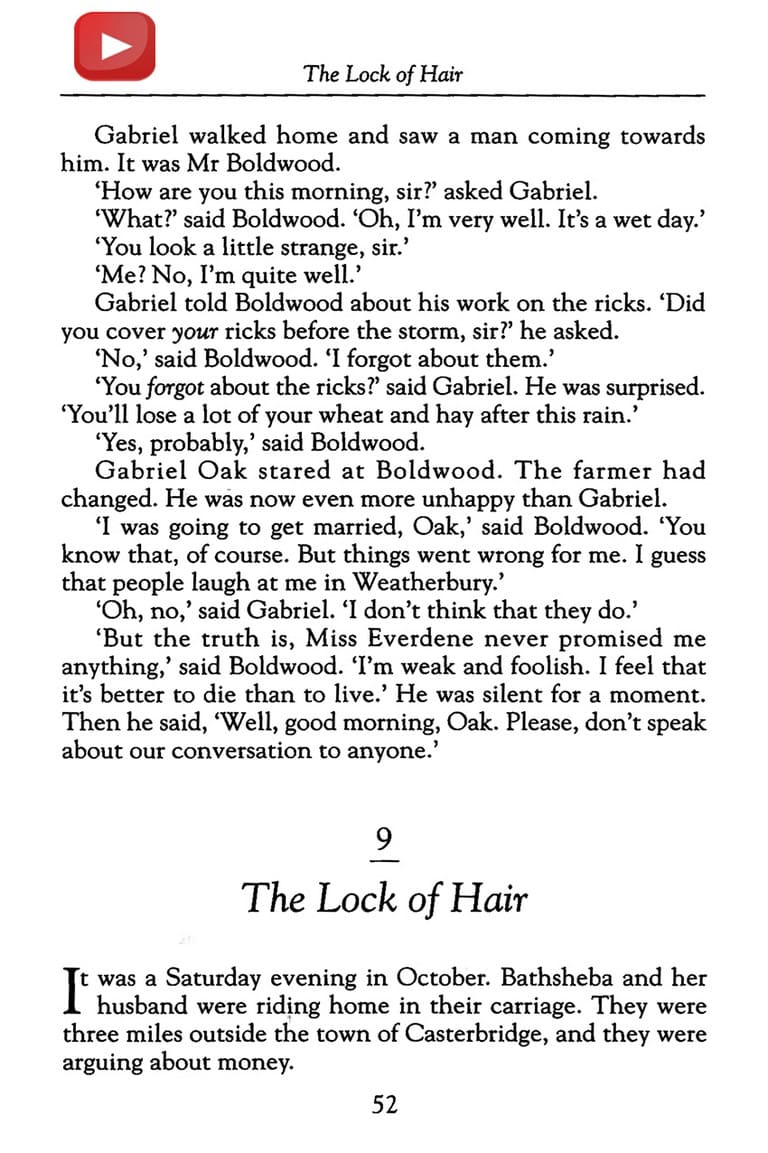 The Lock of Hair
Gabriel walked home and saw a man coming towards
him. It was Mr Boldwood.
‘How are you this morning, sir?’ asked Gabriel.
‘What?’ said Boldwood. ‘Oh, I’m very well. It’s a wet day.’
‘You look a little strange, sir.’
‘Me? No, I’m quite well.’
Gabriel told Boldwood about his work on the ricks. ‘Did
you cover your ricks before the storm, sir?’ he asked.
‘No,’ said Boldwood. ‘I forgot about them.’
‘You forgot about the ricks?’ said Gabriel. He was surprised.
‘You’ll lose a lot of your wheat and hay after this rain.’
‘Yes, probably,’ said Boldwood.
Gabriel Oak stared at Boldwood. The farmer had
changed. He was now even more unhappy than Gabriel.
‘I was going to get married, Oak,’ said Boldwood. ‘You
know that, of course. But things went wrong for me. I guess
that people laugh at me in Weatherbury.’
‘Oh, no,’ said Gabriel. ‘I don’t think that they do.’
‘But the truth is, Miss Everdene never promised me
anything,’ said Boldwood. ‘I’m weak and foolish. I feel that
it’s better to die than to live.’ He was silent for a moment.
Then he said, ‘Well, good morning, Oak. Please, don’t speak
about our conversation to anyone.’
9
The Lock of Hair
It was a Saturday evening in October. Bathsheba and her
husband were riding home in their carriage. They were
three miles outside the town of Casterbridge, and they were
arguing about money.
52